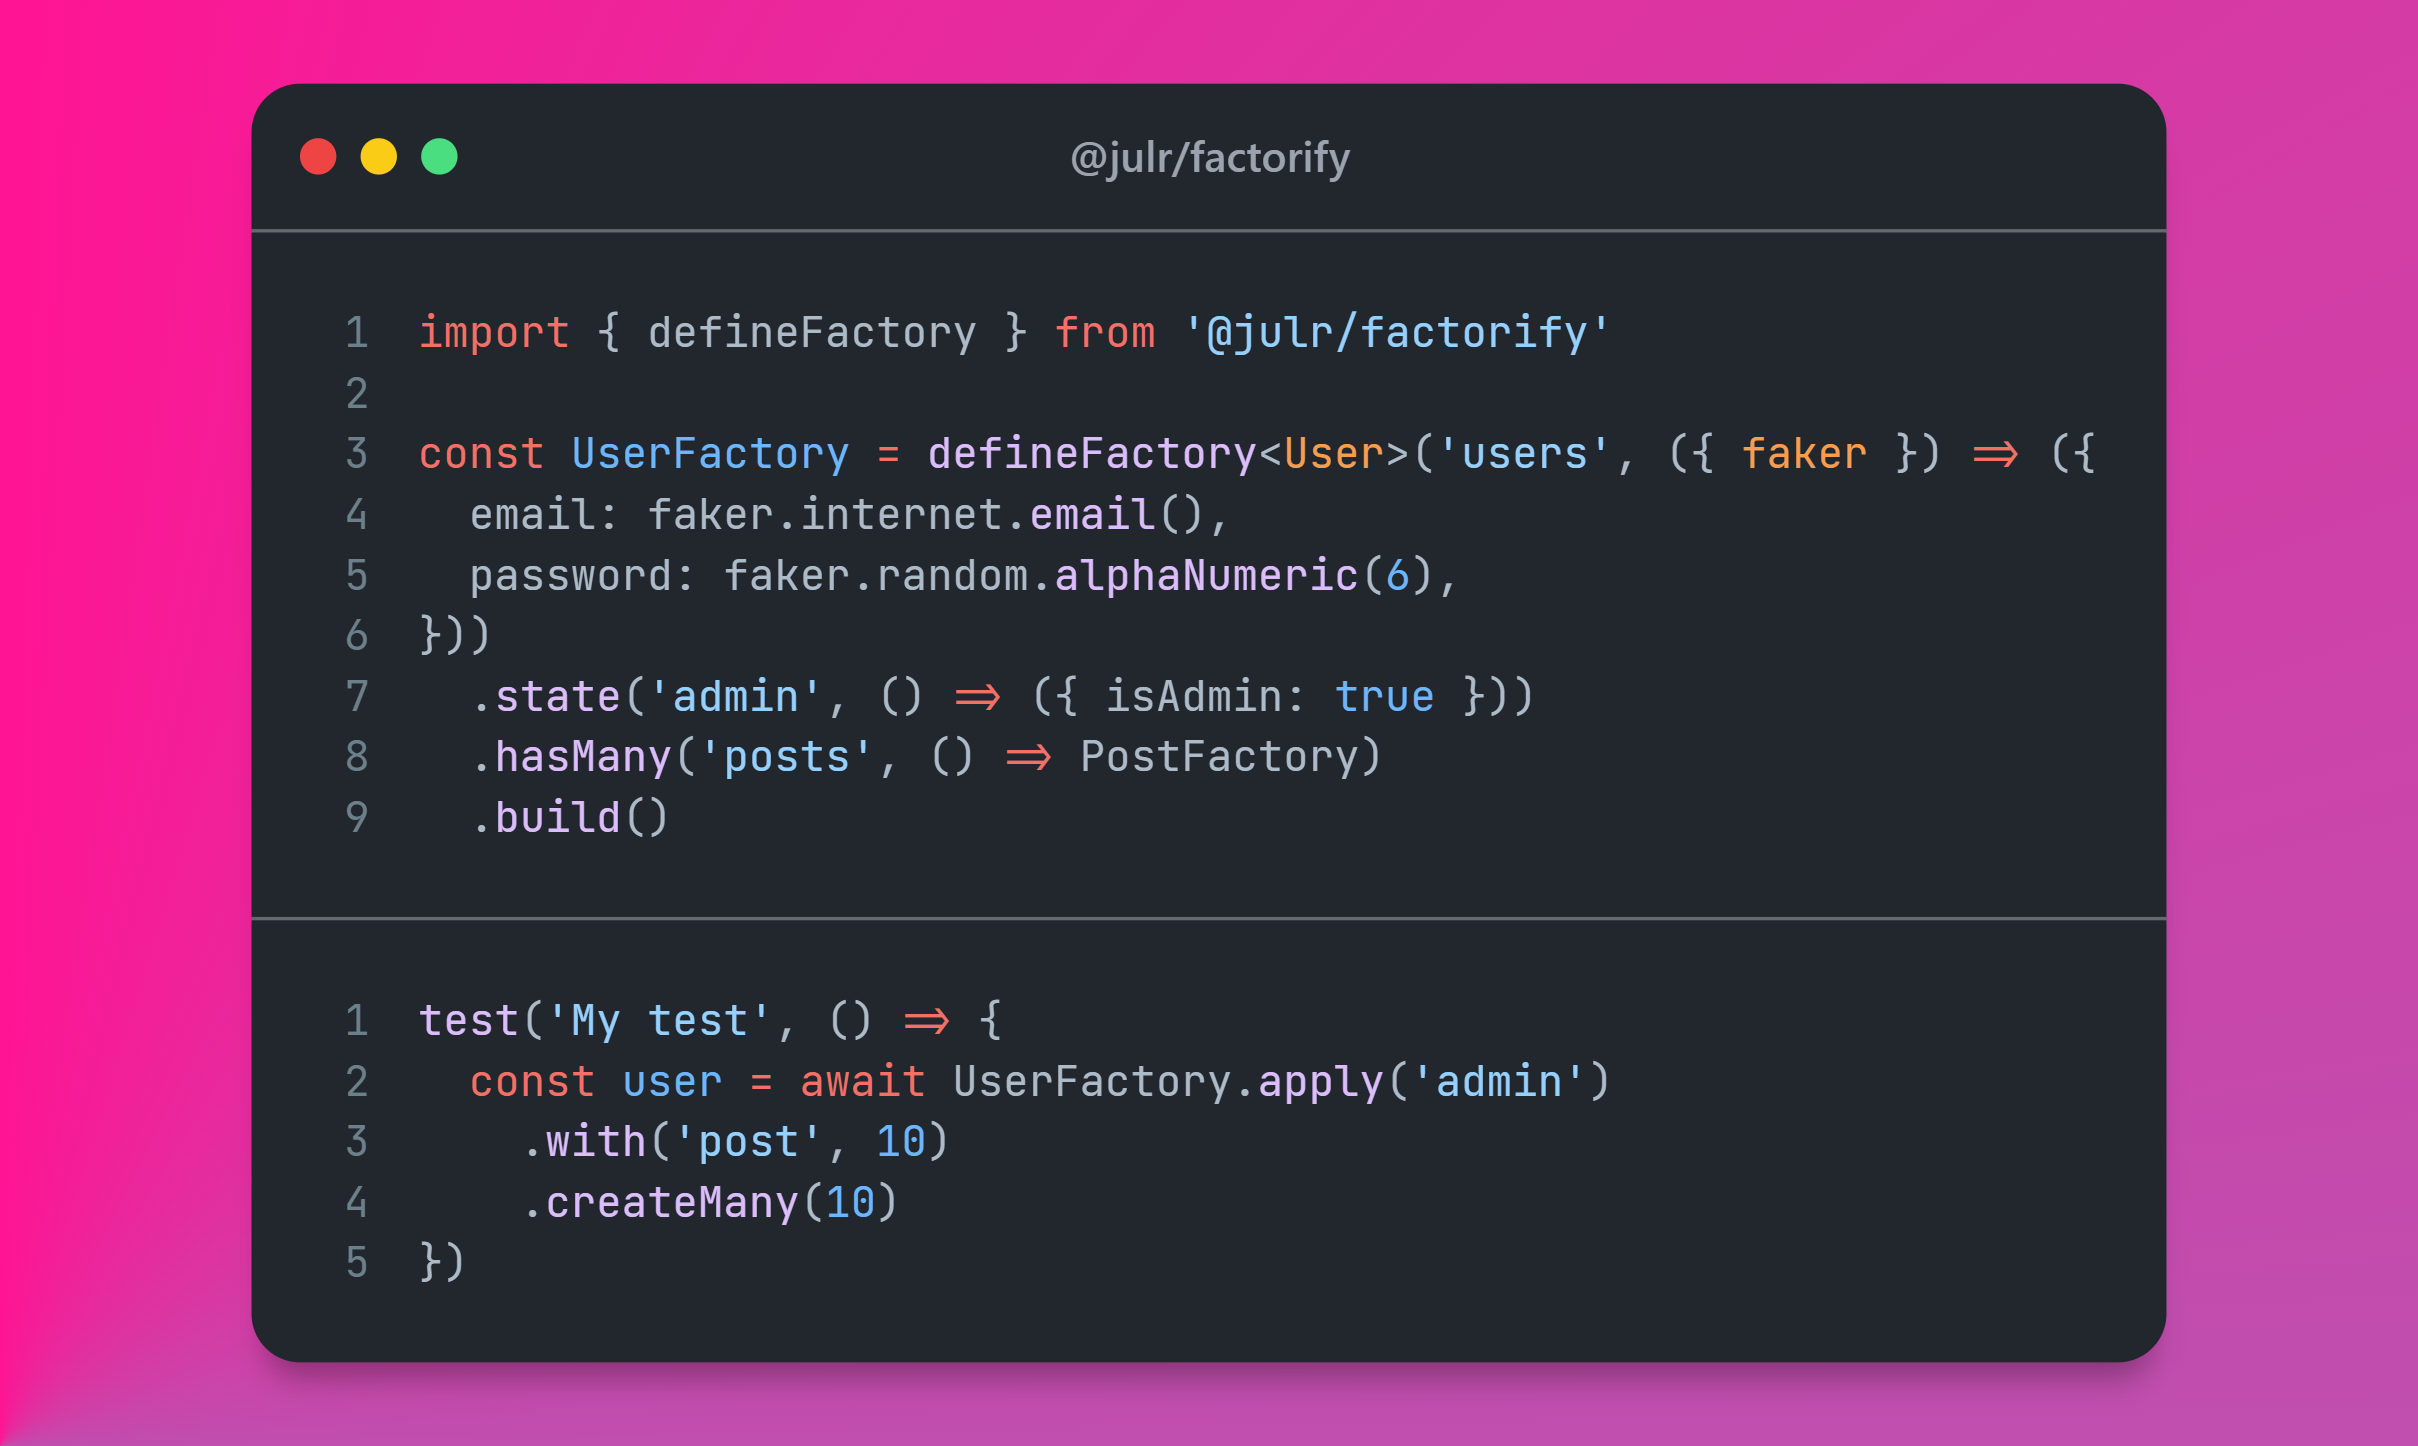 @julr/factorify
1 import { defineFactory } from '@julr/factorify'
2
3 const UserFactory = defineFactory<User>('users', ({ faker }) => ({
4   email: faker.internet.email(),
5   password: faker.random.alphaNumeric(6),
6 }))
7   .state('admin', () => ({ isAdmin: true }))
8   .hasMany('posts', () => PostFactory)
9   .build()
1 test('My test', () => {
2   const user = await UserFactory.apply('admin')
3     .with('post', 10)
4     .createMany(10)
5 })